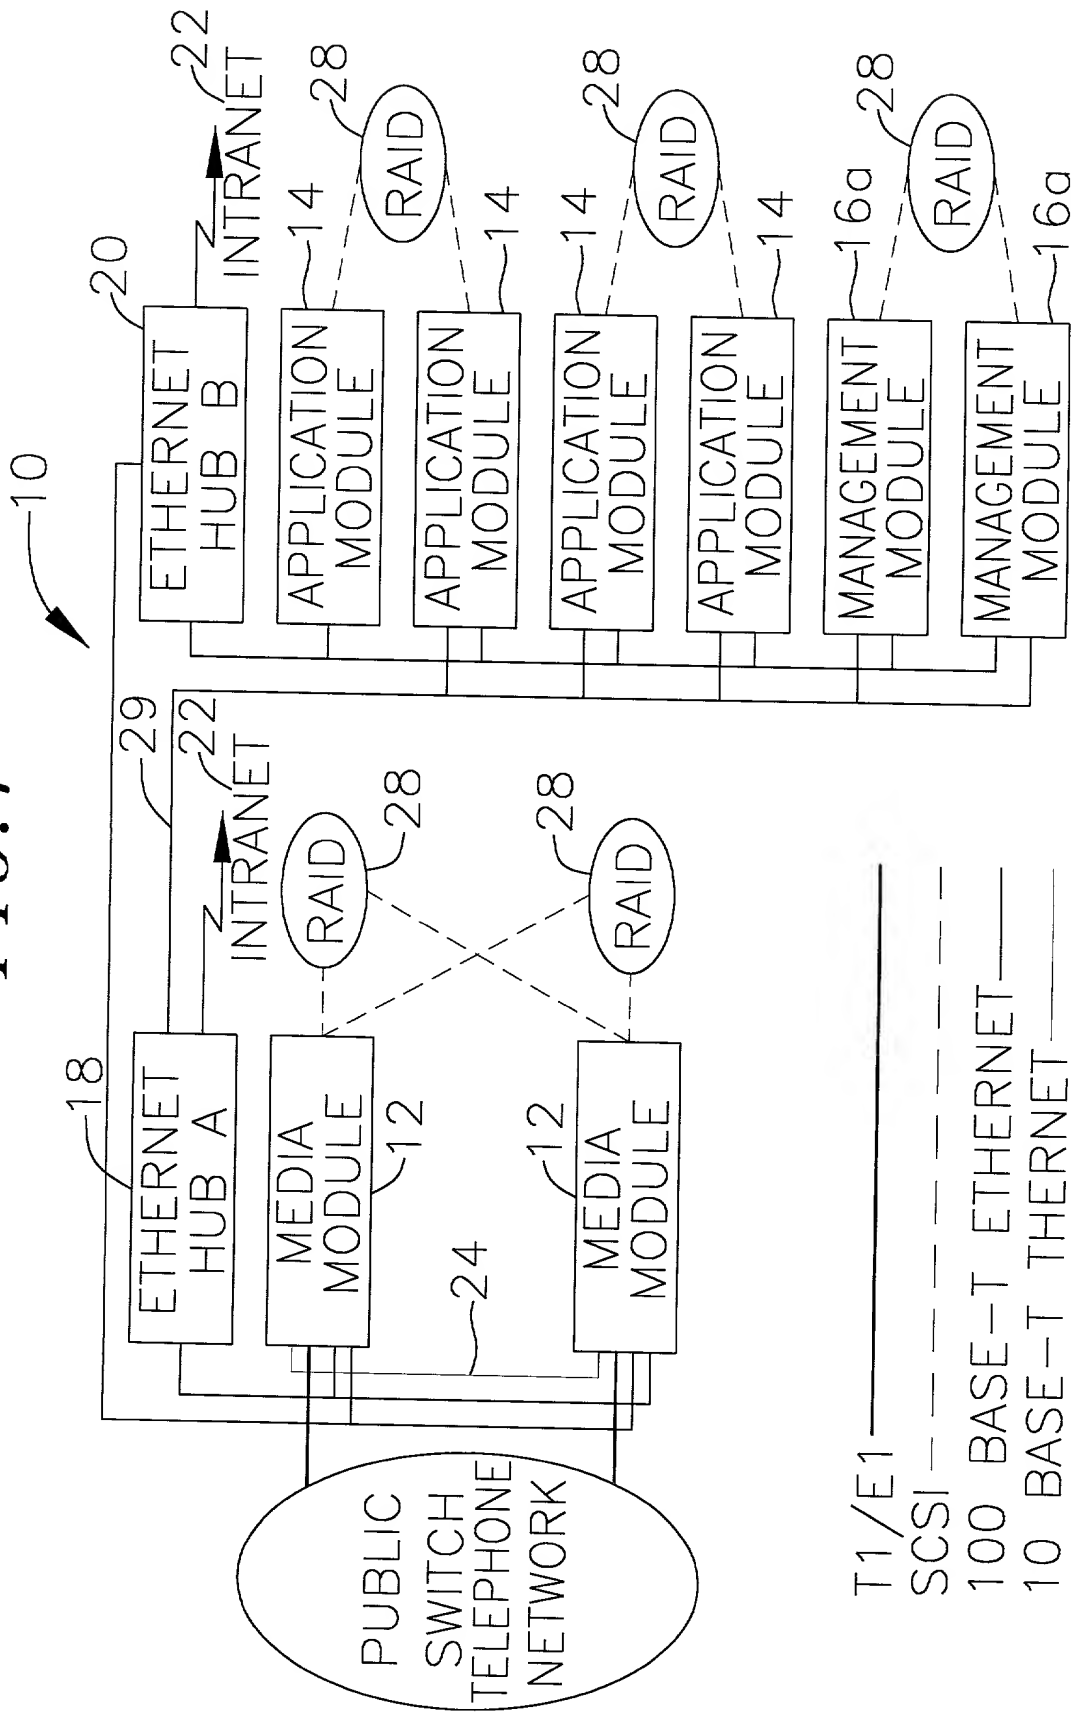 10
18
29
20
ETHERNET
HUB A
22
INTRANET
ETHERNET
HUB B
22
INTRANET
PUBLIC
SWITCH
TELEPHONE
NETWORK
24
MEDIA
MODULE
12
RAID
28
MEDIA
MODULE
12
RAID
28
APPLICATION
MODULE
14
RAID
28
APPLICATION
MODULE
14
APPLICATION
MODULE
14
RAID
28
APPLICATION
MODULE
14
MANAGEMENT
MODULE
16a
RAID
28
MANAGEMENT
MODULE
16a
T1/E1
SCSI
100 BASE-T ETHERNET
10 BASE-T THERNET